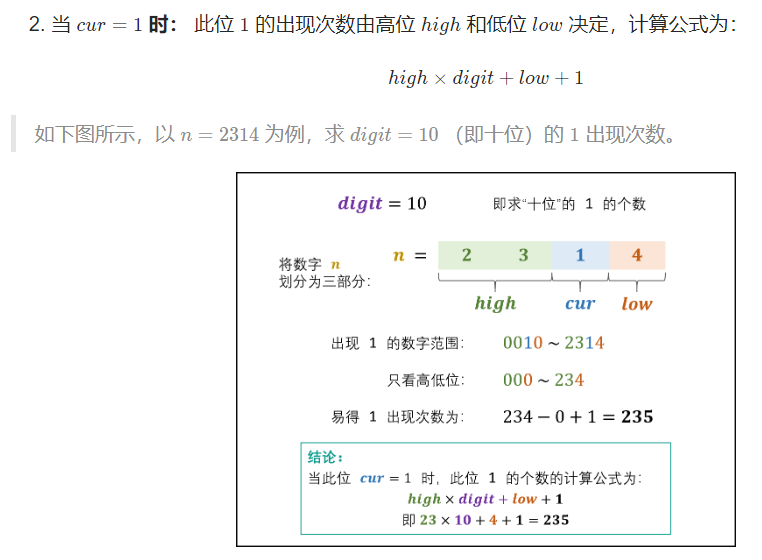 2. 当 cur = 1 时： 此位 1 的出现次数由高位 high 和低位 low 决定，计算公式为：
high × digit + low + 1
如下图所示，以 n = 2314 为例，求 digit = 10 （即十位）的 1 出现次数。
digit = 10 即求“十位”的 1 的个数
将数字 n
划分为三部分：
n = 2 3 1 4
high cur low
出现 1 的数字范围： 0010 ~ 2314
只看高低位： 000 ~ 234
易得 1 出现次数为： 234 − 0 + 1 = 235
结论：
当此位 cur = 1 时，此位 1 的个数的计算公式为：
high × digit + low + 1
即 23 × 10 + 4 + 1 = 235